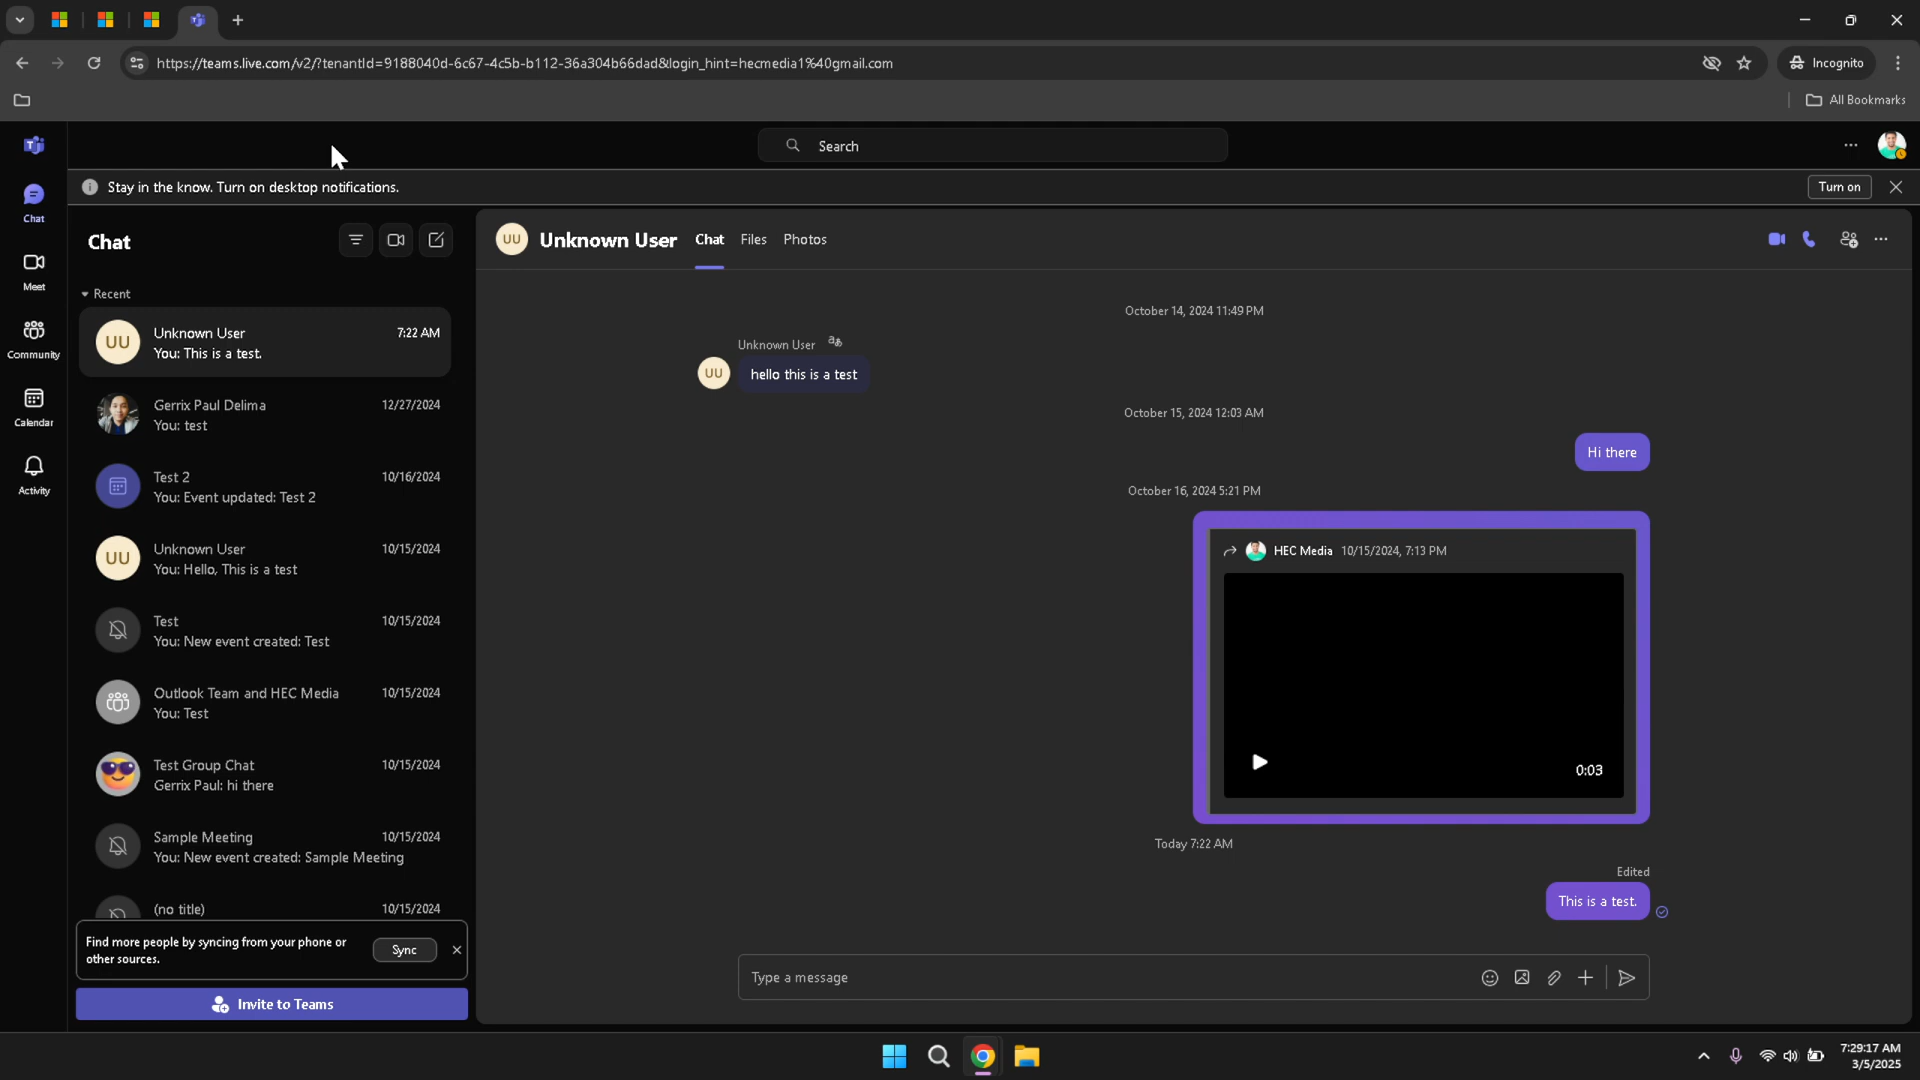 https://teams.live.com/v2/?tenantId=9188040d-6c67-4c5b-b112-36a304b66dad&login_hint=hecmedia1%40gmail.com
Incognito
All Bookmarks
Search
Stay in the know. Turn on desktop notifications.
Turn on
Chat
Meet
Community
Calendar
Activity
Chat
Recent
UU
Unknown User
7:22 AM
You: This is a test.
Gerrix Paul Delima
12/27/2024
You: test
Test 2
10/16/2024
You: Event updated: Test 2
UU
Unknown User
10/15/2024
You: Hello, This is a test
Test
10/15/2024
You: New event created: Test
Outlook Team and HEC Media
10/15/2024
You: Test
Test Group Chat
10/15/2024
Gerrix Paul: hi there
Sample Meeting
10/15/2024
You: New event created: Sample Meeting
(no title)
10/15/2024
Find more people by syncing from your phone or
other sources.
Sync
Invite to Teams
UU
Unknown User
Chat
Files
Photos
October 14, 2024 11:49 PM
Unknown User
UU
hello this is a test
October 15, 2024 12:03 AM
Hi there
October 16, 2024 5:21 PM
HEC Media 10/15/2024, 7:13 PM
0:03
Today 7:22 AM
Edited
This is a test.
Type a message
7:29:17 AM
3/5/2025